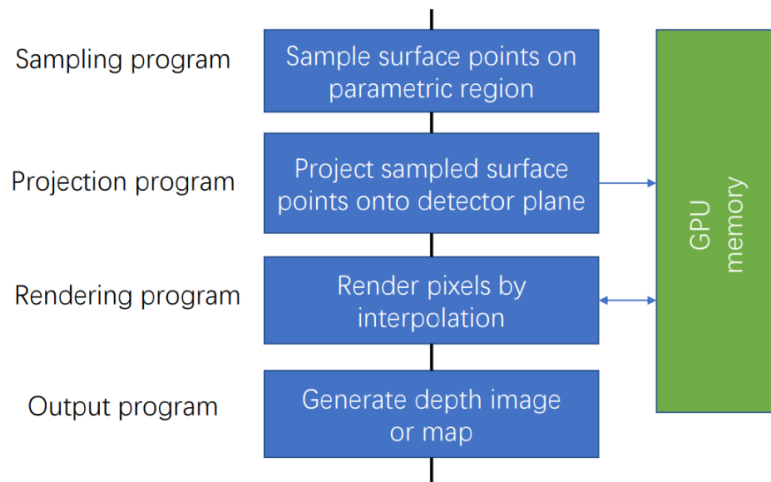 Sampling program
Sample surface points on
parametric region
Projection program
Project sampled surface
points onto detector plane
Rendering program
Render pixels by
interpolation
Output program
Generate depth image
or map
GPU
memory